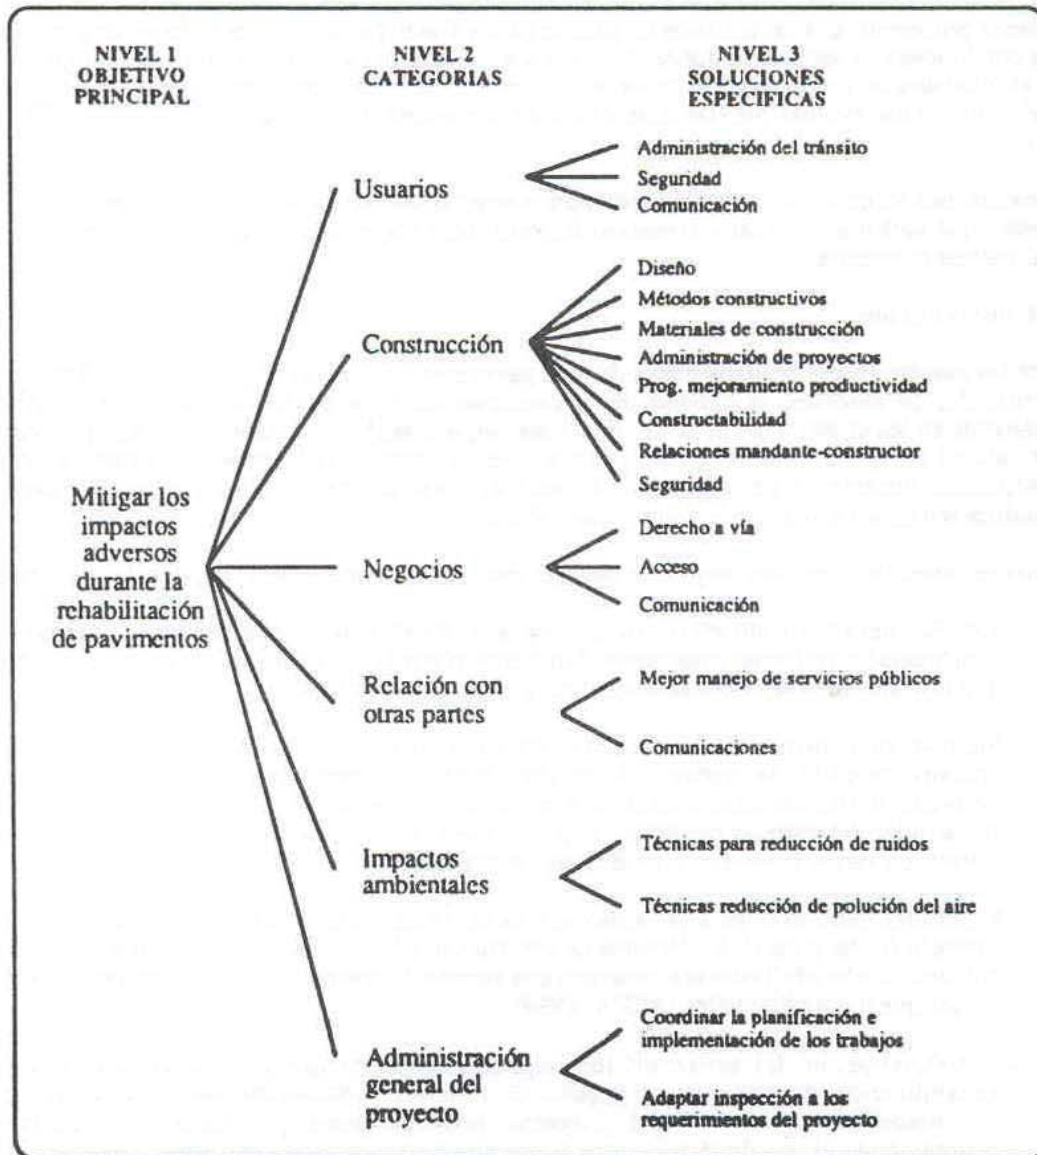 NIVEL 1
OBJETIVO
PRINCIPAL
NIVEL 2
CATEGORIAS
NIVEL 3
SOLUCIONES
ESPECIFICAS
Mitigar los
impactos
adversos
durante la
rehabilitación
de pavimentos
Usuarios
Administración del tránsito
Seguridad
Comunicación
Construcción
Diseño
Métodos constructivos
Materiales de construcción
Administración de proyectos
Prog. mejoramiento productividad
Constructabilidad
Relaciones mandante-constructor
Seguridad
Negocios
Derecho a vía
Acceso
Comunicación
Relación con
otras partes
Mejor manejo de servicios públicos
Comunicaciones
Impactos
ambientales
Técnicas para reducción de ruidos
Técnicas reducción de polución del aire
Administración
general del
proyecto
Coordinar la planificación e
implementación de los trabajos
Adaptar inspección a los
requerimientos del proyecto